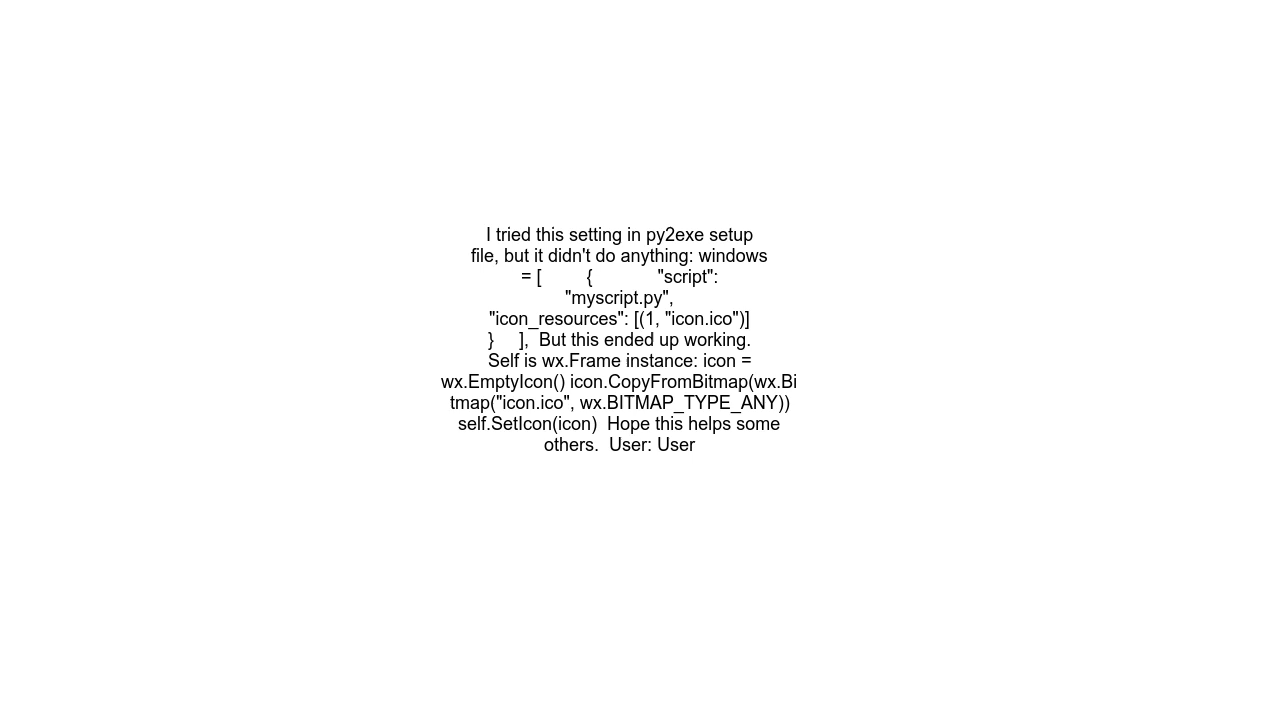 I tried this setting in py2exe setup
file, but it didn't do anything: windows
= [ { "script":
"myscript.py",
"icon_resources": [(1, "icon.ico")]
} ], But this ended up working.
Self is wx.Frame instance: icon =
wx.EmptyIcon() icon.CopyFromBitmap(wx.Bi
tmap("icon.ico", wx.BITMAP_TYPE_ANY))
self.SetIcon(icon) Hope this helps some
others. User: User